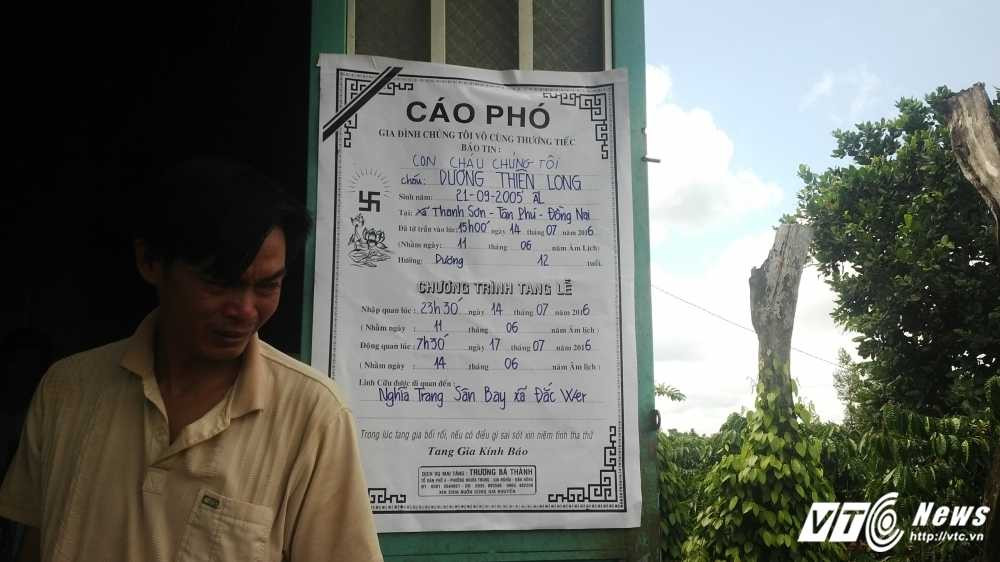 CÁO PHÓ
GIA ĐÌNH CHÚNG TÔI VÔ CÙNG THƯƠNG TIẾC
BÁO TIN :
CON CHÁU CHÚNG TÔI
cháu: DƯƠNG THIÊN LONG
Sinh năm: 21-09-2005 ÂL
Tại: xã Thanh Sơn - Tân Phú - Đồng Nai
Đã từ trần vào lúc: 15h00' ngày 14 tháng 07 năm 2016
(Nhằm ngày: 11 tháng 06 năm Âm Lịch)
Hưởng: Dương 12 tuổi.
CHƯƠNG TRÌNH TANG LỄ
Nhập quan lúc : 23h30' ngày 14 tháng 07 năm 2016
( Nhằm ngày : 11 tháng 06 năm Âm lịch )
Động quan lúc : 7h30' ngày 17 tháng 07 năm 2016
( Nhằm ngày : 14 tháng 06 năm Âm lịch )
Linh Cữu được di quan đến :
Nghĩa Trang Sân Bay xã Đắc Wer
Trong lúc tang gia bối rối, nếu có điều gì sai sót xin niệm tình tha thứ
Tang Gia Kính Báo
DỊCH VỤ MAI TÁNG : TRƯƠNG BÁ THÀNH
XIN CHIA BUỒN CÙNG GIA QUYẾN
VTC News
http://vtc.vn